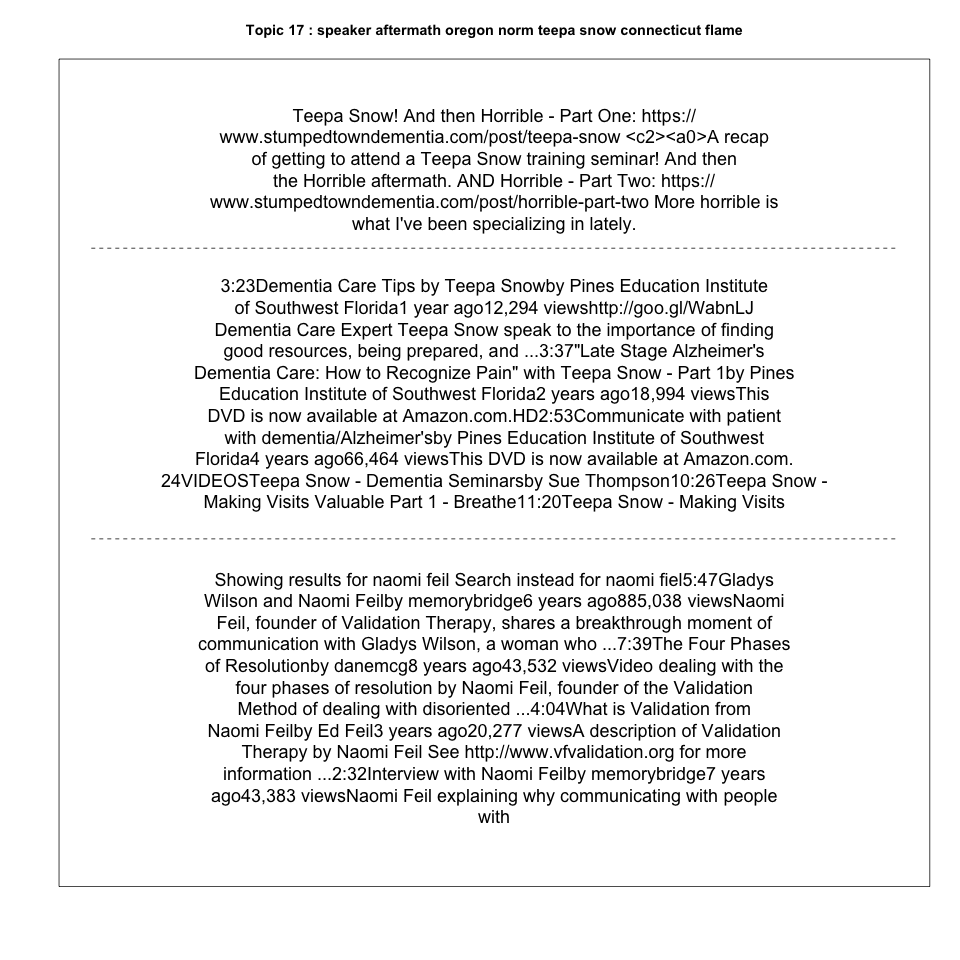 Topic 17 : speaker aftermath oregon norm teepa snow connecticut flame
Teepa Snow! And then Horrible - Part One: https://
www.stumpedtowndementia.com/post/teepa-snow <c2><a0>A recap
of getting to attend a Teepa Snow training seminar! And then
the Horrible aftermath. AND Horrible - Part Two: https://
www.stumpedtowndementia.com/post/horrible-part-two More horrible is
what I've been specializing in lately.
3:23Dementia Care Tips by Teepa Snowby Pines Education Institute
of Southwest Florida1 year ago12,294 viewshttp://goo.gl/WabnLJ
Dementia Care Expert Teepa Snow speak to the importance of finding
good resources, being prepared, and ...3:37"Late Stage Alzheimer's
Dementia Care: How to Recognize Pain" with Teepa Snow - Part 1by Pines
Education Institute of Southwest Florida2 years ago18,994 viewsThis
DVD is now available at Amazon.com.HD2:53Communicate with patient
with dementia/Alzheimer'sby Pines Education Institute of Southwest
Florida4 years ago66,464 viewsThis DVD is now available at Amazon.com.
24VIDEOSTeepa Snow - Dementia Seminarsby Sue Thompson10:26Teepa Snow -
Making Visits Valuable Part 1 - Breathe11:20Teepa Snow - Making Visits
Showing results for naomi feil Search instead for naomi fiel5:47Gladys
Wilson and Naomi Feilby memorybridge6 years ago885,038 viewsNaomi
Feil, founder of Validation Therapy, shares a breakthrough moment of
communication with Gladys Wilson, a woman who ...7:39The Four Phases
of Resolutionby danemcg8 years ago43,532 viewsVideo dealing with the
four phases of resolution by Naomi Feil, founder of the Validation
Method of dealing with disoriented ...4:04What is Validation from
Naomi Feilby Ed Feil3 years ago20,277 viewsA description of Validation
Therapy by Naomi Feil See http://www.vfvalidation.org for more
information ...2:32Interview with Naomi Feilby memorybridge7 years
ago43,383 viewsNaomi Feil explaining why communicating with people
with